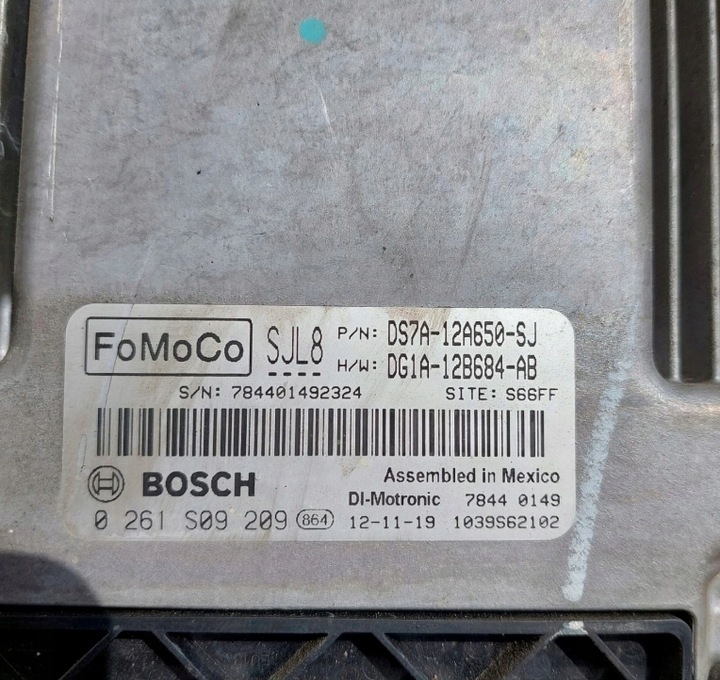 FoMoCo SJL8 P/N: DS7A-12A650-SJ
H/W: DG1A-12B684-AB
S/N: 784401492324 SITE: S66FF
BOSCH Assembled in Mexico
DI-Motronic 7844 0149
0 261 S09 209 864 12-11-19 1039S62102